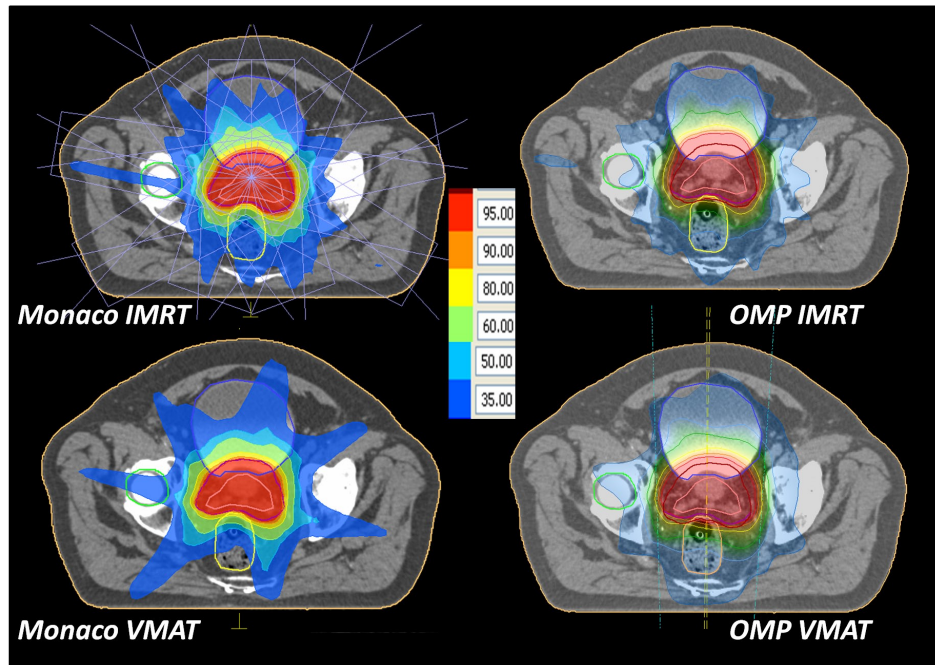 95.00
90.00
80.00
60.00
50.00
35.00
Monaco IMRT
OMP IMRT
Monaco VMAT
OMP VMAT